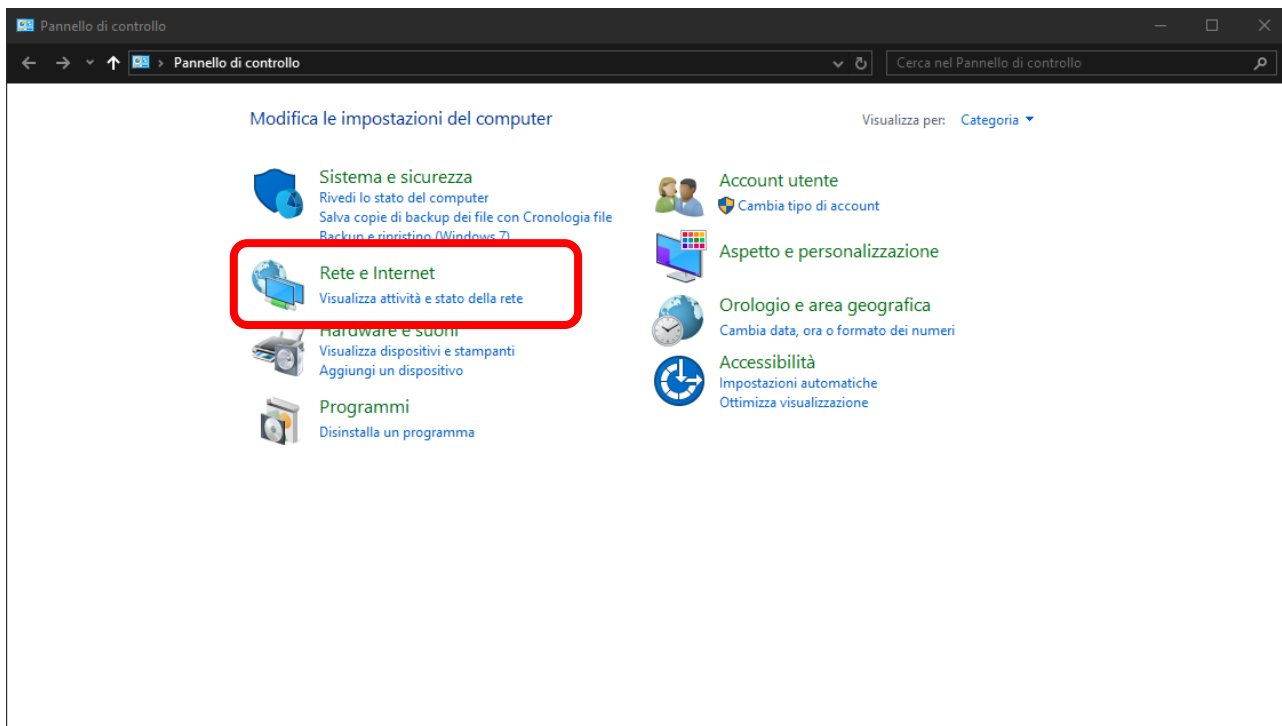 Pannello di controllo
Pannello di controllo
Cerca nel Pannello di controllo
Modifica le impostazioni del computer
Visualizza per: Categoria
Sistema e sicurezza
Rivedi lo stato del computer
Salva copie di backup dei file con Cronologia file
Backup e ripristino (Windows 7)
Rete e Internet
Visualizza attività e stato della rete
Hardware e suoni
Visualizza dispositivi e stampanti
Aggiungi un dispositivo
Programmi
Disinstalla un programma
Account utente
Cambia tipo di account
Aspetto e personalizzazione
Orologio e area geografica
Cambia data, ora o formato dei numeri
Accessibilità
Impostazioni automatiche
Ottimizza visualizzazione